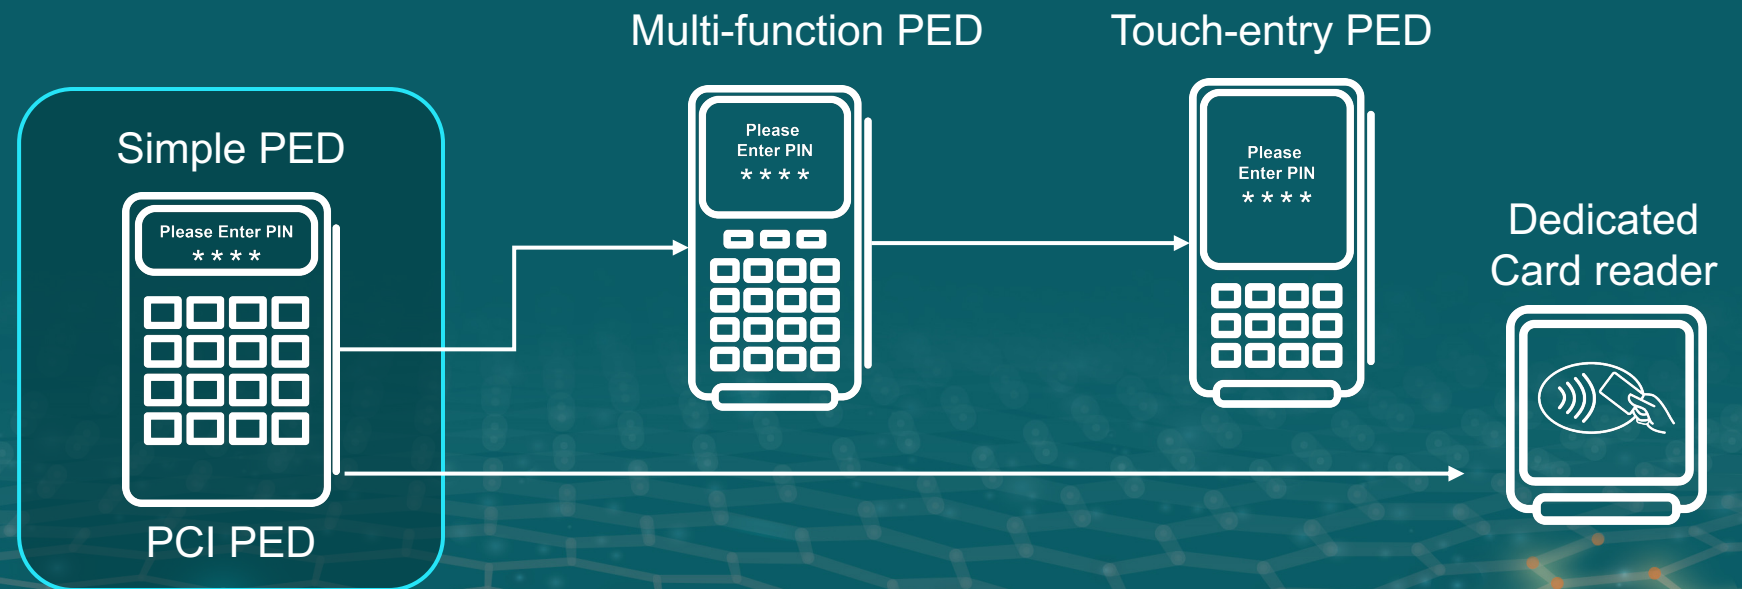 Multi-function PED
Touch-entry PED
Simple PED
Please Enter PIN
* * * *
PCI PED
Please
Enter PIN
* * * *
Please
Enter PIN
* * * *
Dedicated
Card reader